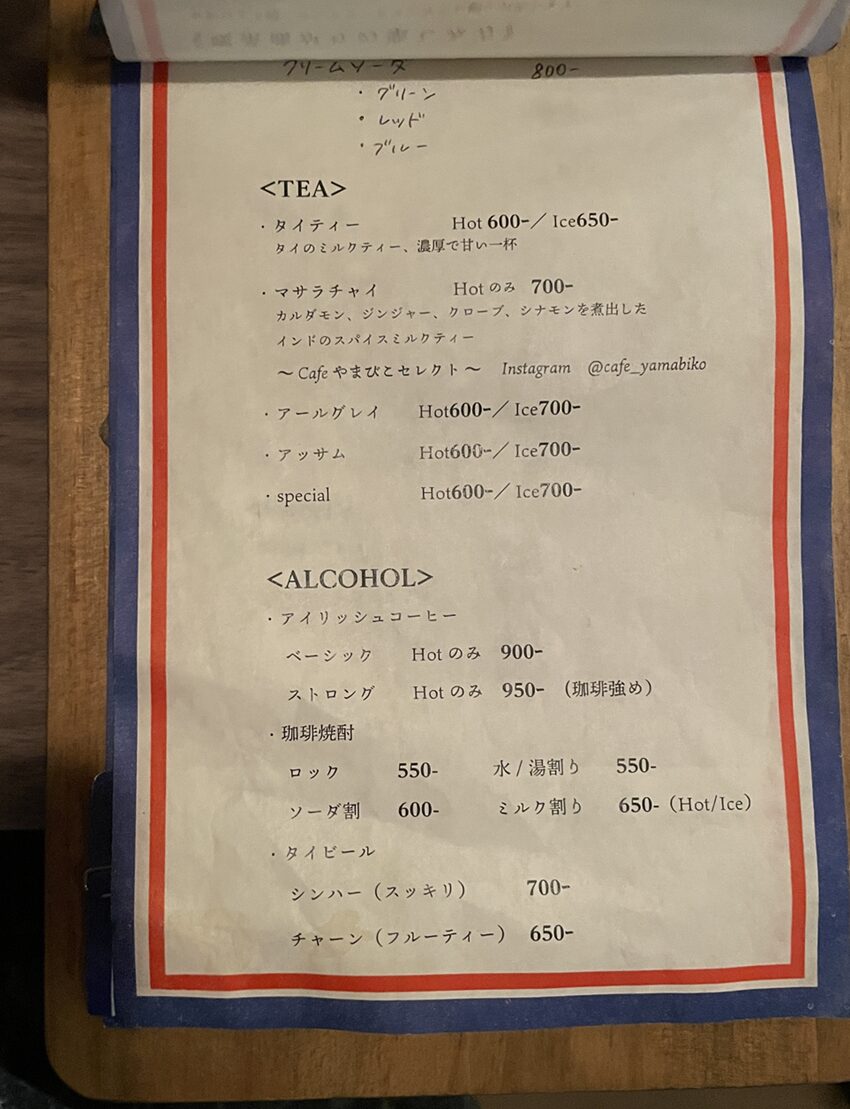 クリームソーダ 800-
・グリーン
・レッド
・ブルー
<TEA>
・タイティー Hot 600-／ Ice650-
タイのミルクティー、濃厚で甘い一杯
・マサラチャイ Hot のみ 700-
カルダモン、ジンジャー、クローブ、シナモンを煮出した
インドのスパイスミルクティー
～ Cafe やまびこセレクト ～ Instagram @cafe_yamabiko
・アールグレイ Hot600-／ Ice700-
・アッサム Hot600-／ Ice700-
・special Hot600-／ Ice700-
<ALCOHOL>
・アイリッシュコーヒー
ベーシック Hot のみ 900-
ストロング Hot のみ 950- （珈琲強め）
・珈琲焼酎
ロック 550- 水 / 湯割り 550-
ソーダ割 600- ミルク割り 650-（Hot/Ice）
・タイビール
シンハー（スッキリ） 700-
チャーン（フルーティー） 650-